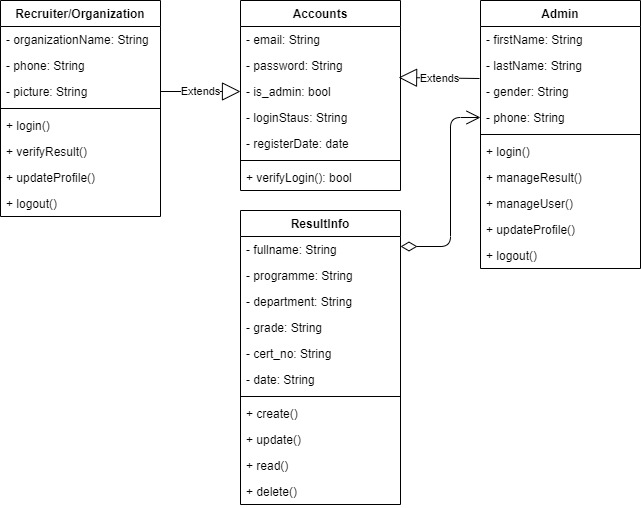 Recruiter/Organization
- organizationName: String
- phone: String
- picture: String
+ login()
+ verifyResult()
+ updateProfile()
+ logout()
Extends
Accounts
- email: String
- password: String
- is_admin: bool
- loginStaus: String
- registerDate: date
+ verifyLogin(): bool
Extends
Admin
- firstName: String
- lastName: String
- gender: String
- phone: String
+ login()
+ manageResult()
+ manageUser()
+ updateProfile()
+ logout()
ResultInfo
- fullname: String
- programme: String
- department: String
- grade: String
- cert_no: String
- date: String
+ create()
+ update()
+ read()
+ delete()